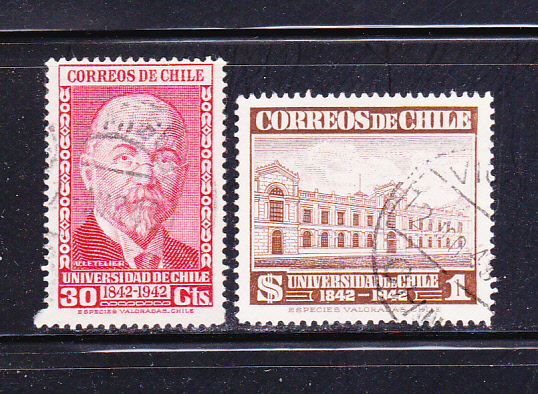 CORREOS DE CHILE
V. LETELIER
UNIVERSIDAD DE CHILE
30 1842-1942 Cts
ESPECIES VALORADAS. CHILE
CORREOS DE CHILE
$ UNIVERSIDAD DE CHILE 1
1842-1942
ESPECIES VALORADAS. CHILE